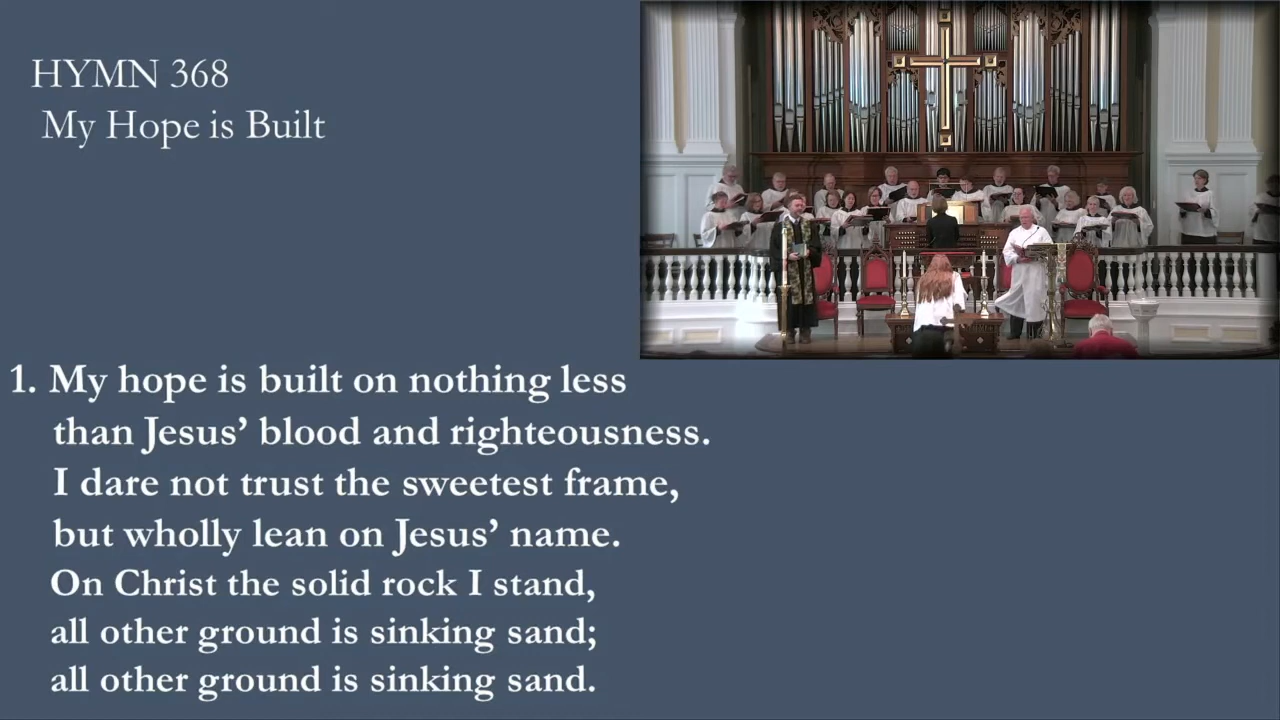 HYMN 368
My Hope is Built
1. My hope is built on nothing less
than Jesus’ blood and righteousness.
I dare not trust the sweetest frame,
but wholly lean on Jesus’ name.
On Christ the solid rock I stand,
all other ground is sinking sand;
all other ground is sinking sand.